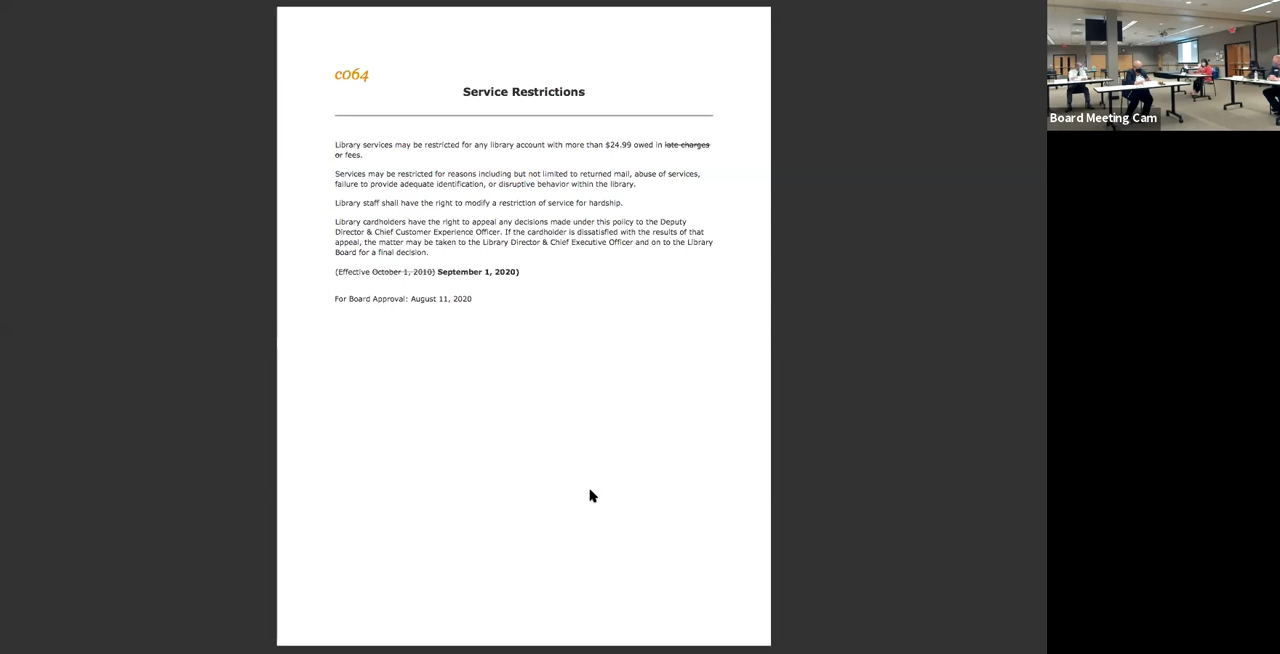 co64
Service Restrictions
Library services may be restricted for any library account with more than $24.99 owed in late charges
or fees.
Services may be restricted for reasons including but not limited to returned mail, abuse of services,
failure to provide adequate identification, or disruptive behavior within the library.
Library staff shall have the right to modify a restriction of service for hardship.
Library cardholders have the right to appeal any decisions made under this policy to the Deputy
Director & Chief Customer Experience Officer. If the cardholder is dissatisfied with the results of that
appeal, the matter may be taken to the Library Director & Chief Executive Officer and on to the Library
Board for a final decision.
(Effective October 1, 2010) September 1, 2020)
For Board Approval: August 11, 2020
Board Meeting Cam